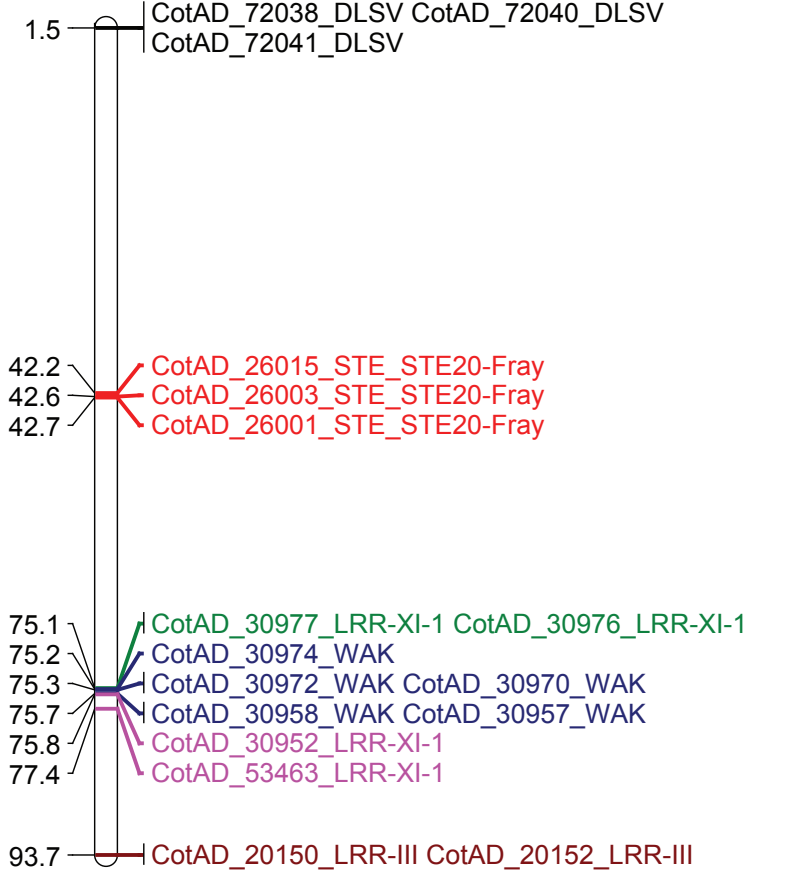 1.5 CotAD_72038_DLSV CotAD_72040_DLSV
CotAD_72041_DLSV
42.2 CotAD_26015_STE_STE20-Fray
42.6 CotAD_26003_STE_STE20-Fray
42.7 CotAD_26001_STE_STE20-Fray
75.1 CotAD_30977_LRR-XI-1 CotAD_30976_LRR-XI-1
75.2 CotAD_30974_WAK
75.3 CotAD_30972_WAK CotAD_30970_WAK
75.7 CotAD_30958_WAK CotAD_30957_WAK
75.8 CotAD_30952_LRR-XI-1
77.4 CotAD_53463_LRR-XI-1
93.7 CotAD_20150_LRR-III CotAD_20152_LRR-III